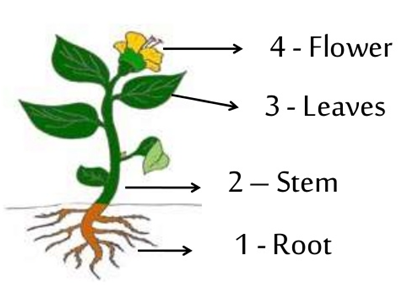 4 - Flower
3 - Leaves
2 – Stem
1 - Root